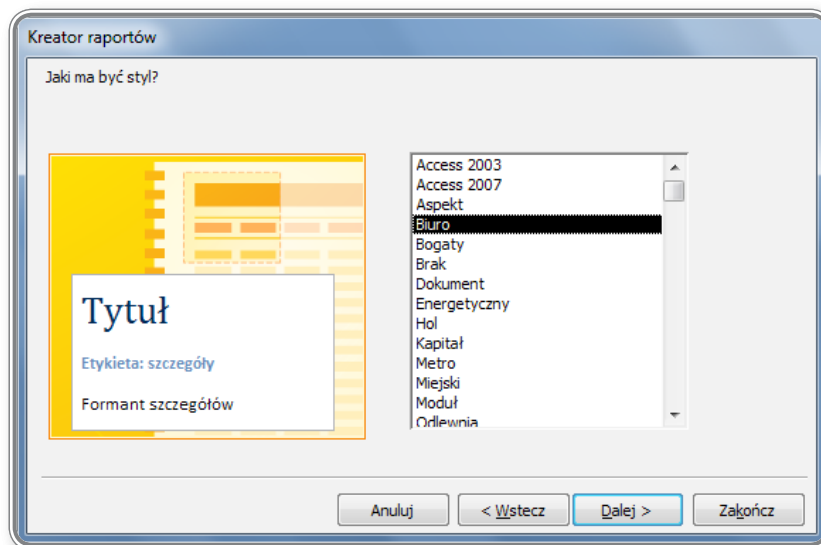 Kreator raportów
Jaki ma być styl?
Tytuł
Etykieta: szczegóły
Formant szczegółów
Access 2003
Access 2007
Aspekt
Biuro
Bogaty
Brak
Dokument
Energetyczny
Hol
Kapitał
Metro
Miejski
Moduł
Odlewnia
Anuluj
< Wstecz
Dalej >
Zakończ